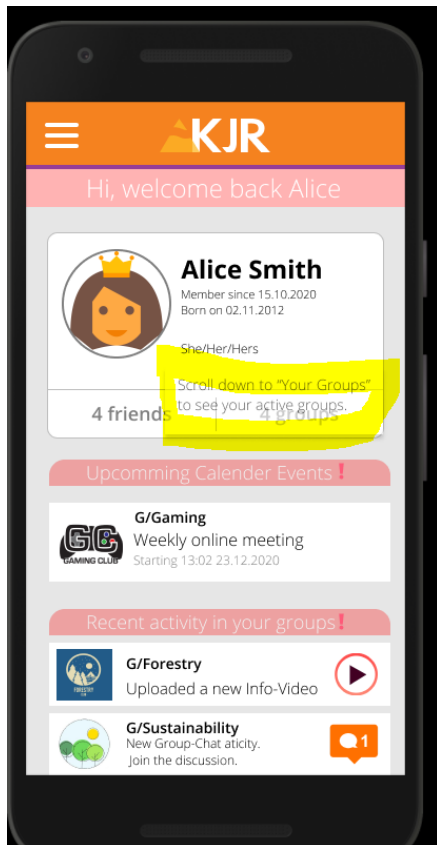 KJR
Hi, welcome back Alice
Alice Smith
Member since 15.10.2020
Born on 02.11.2012
She/Her/Hers
Scroll down to “Your Groups”
to see your active groups.
4 friends
4 groups
Upcomming Calender Events !
G/Gaming
Weekly online meeting
Starting 13:02 23.12.2020
GC
GAMING CLUB
Recent activity in your groups !
G/Forestry
Uploaded a new Info-Video
FORESTRY
G/Sustainability
New Group-Chat aticity.
Join the discussion.
1